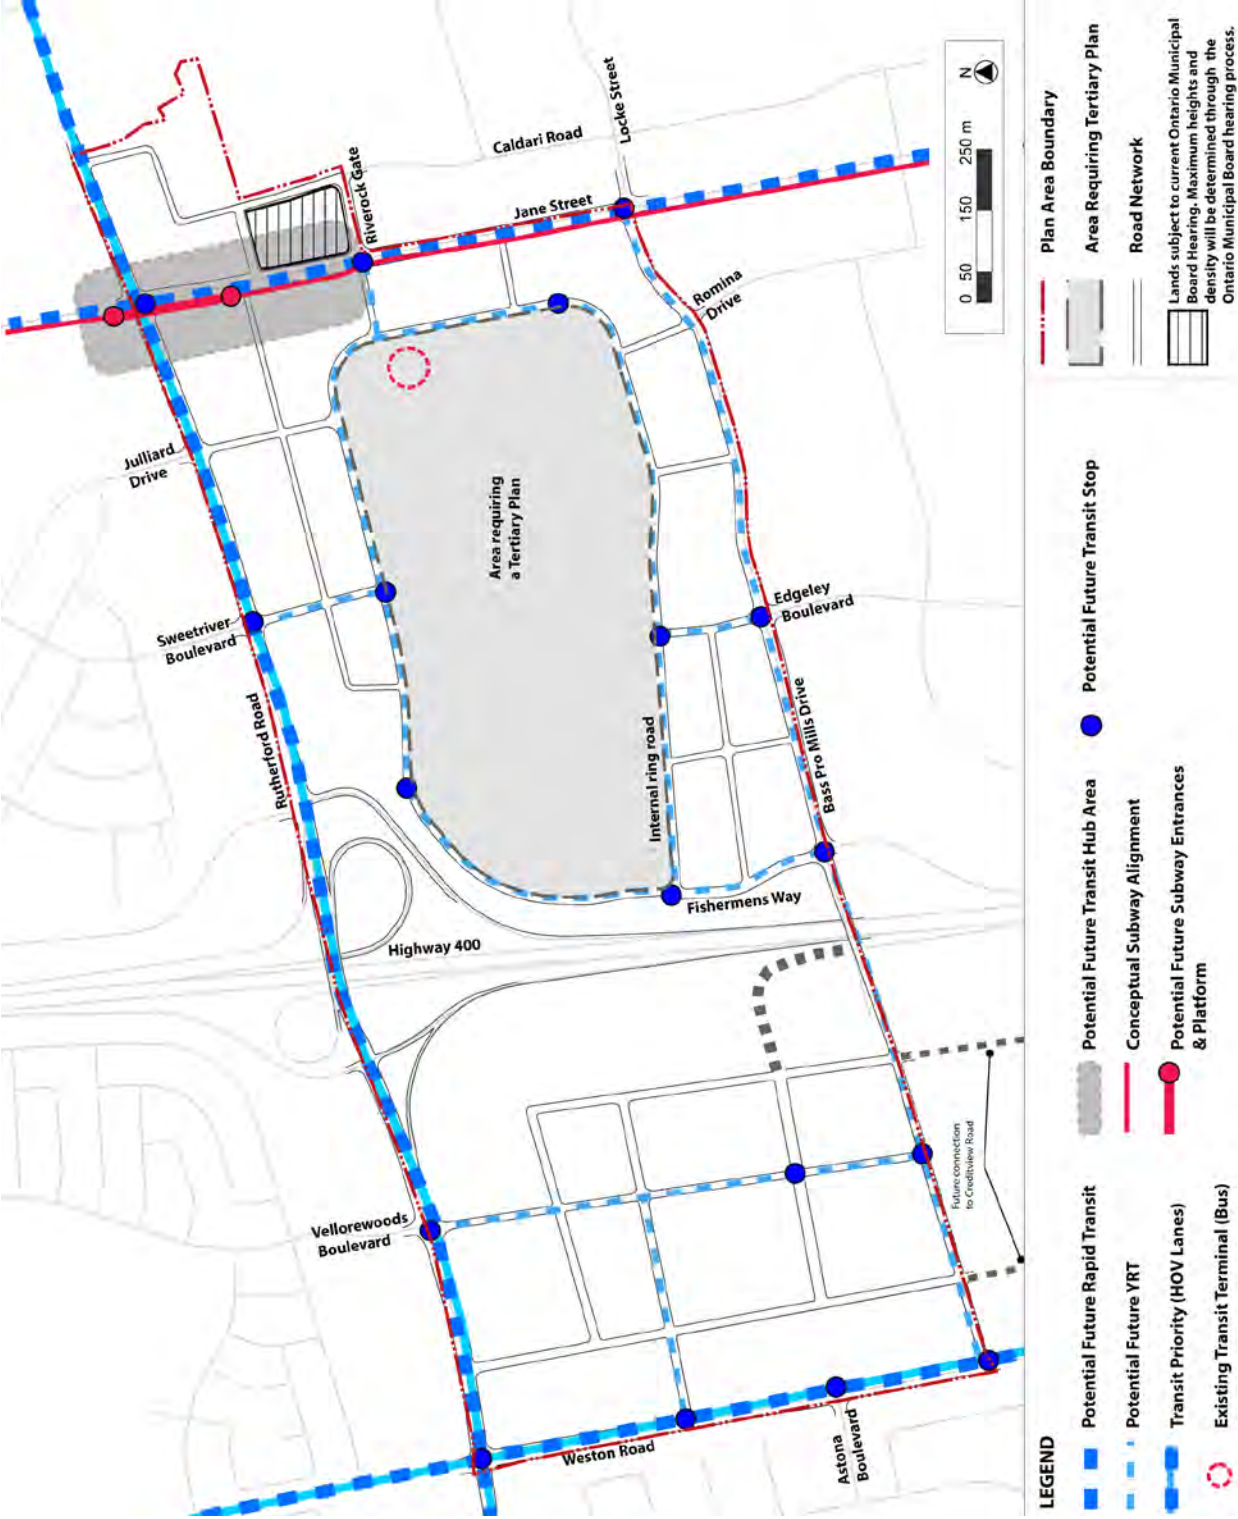 Rutherford Road
Julliard
Drive
Sweetriver
Boulevard
Vellorewoods
Boulevard
Highway 400
Riverock Gate
Caldari Road
Locke Street
Jane Street
Romina
Drive
Area requiring
a Tertiary Plan
Internal ring road
Edgeley
Boulevard
Bass Pro Mills Drive
Fishermens Way
Future connection
to Creditview Road
Weston Road
Astona
Boulevard
0 50 150 250 m
N
LEGEND
Potential Future Rapid Transit
Potential Future YRT
Transit Priority (HOV Lanes)
Existing Transit Terminal (Bus)
Potential Future Transit Hub Area
Conceptual Subway Alignment
Potential Future Subway Entrances
& Platform
Potential Future Transit Stop
Plan Area Boundary
Area Requiring Tertiary Plan
Road Network
Lands subject to current Ontario Municipal
Board Hearing. Maximum heights and
density will be determined through the
Ontario Municipal Board hearing process.